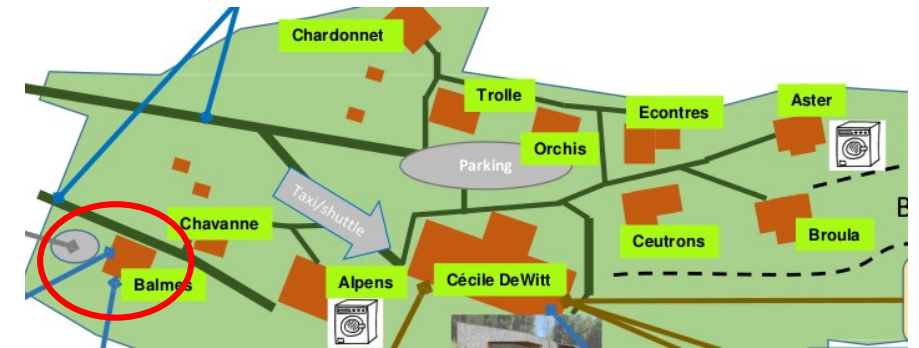 Chardonnet
Trolle
Econtres
Aster
Orchis
Parking
Taxi/shuttle
Chavanne
Ceutrons
Broula
B
Balmes
Alpens
Cécile DeWitt